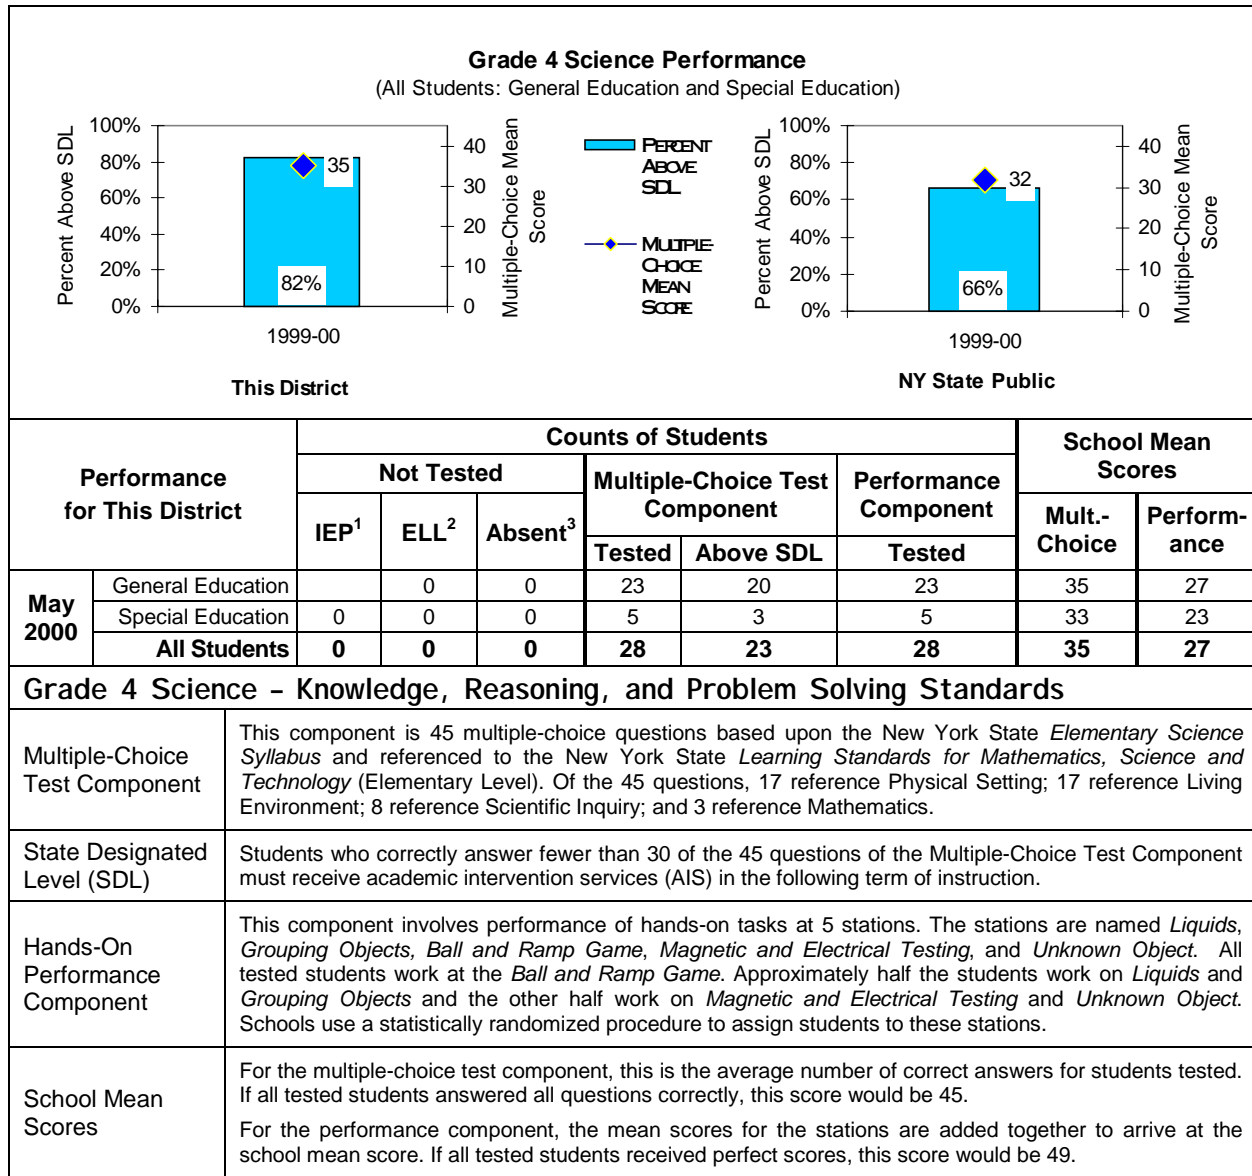 Grade 4 Science Performance
(All Students: General Education and Special Education)
Percent Above SDL
100%
80%
60%
40%
20%
0%
35
82%
40
30
20
10
0
Multiple-Choice Mean
Score
1999-00
This District
PERCENT
ABOVE
SDL
MULTIPLE-
CHOICE
MEAN
SCORE
Percent Above SDL
100%
80%
60%
40%
20%
0%
32
66%
40
30
20
10
0
Multiple-Choice Mean
Score
1999-00
NY State Public
Performance
for This District
Counts of Students
School Mean
Scores
Not Tested
Multiple-Choice Test
Component
Performance
Component
IEP¹ ELL² Absent³
Tested Above SDL Tested
Mult.-
Choice
Perform-
ance
May
2000
General Education 0 0 23 20 23 35 27
Special Education 0 0 0 5 3 5 33 23
All Students 0 0 0 28 23 28 35 27
Grade 4 Science – Knowledge, Reasoning, and Problem Solving Standards
Multiple-Choice
Test Component
This component is 45 multiple-choice questions based upon the New York State Elementary Science
Syllabus and referenced to the New York State Learning Standards for Mathematics, Science and
Technology (Elementary Level). Of the 45 questions, 17 reference Physical Setting; 17 reference Living
Environment; 8 reference Scientific Inquiry; and 3 reference Mathematics.
State Designated
Level (SDL)
Students who correctly answer fewer than 30 of the 45 questions of the Multiple-Choice Test Component
must receive academic intervention services (AIS) in the following term of instruction.
Hands-On
Performance
Component
This component involves performance of hands-on tasks at 5 stations. The stations are named Liquids,
Grouping Objects, Ball and Ramp Game, Magnetic and Electrical Testing, and Unknown Object. All
tested students work at the Ball and Ramp Game. Approximately half the students work on Liquids and
Grouping Objects and the other half work on Magnetic and Electrical Testing and Unknown Object.
Schools use a statistically randomized procedure to assign students to these stations.
School Mean
Scores
For the multiple-choice test component, this is the average number of correct answers for students tested.
If all tested students answered all questions correctly, this score would be 45.
For the performance component, the mean scores for the stations are added together to arrive at the
school mean score. If all tested students received perfect scores, this score would be 49.